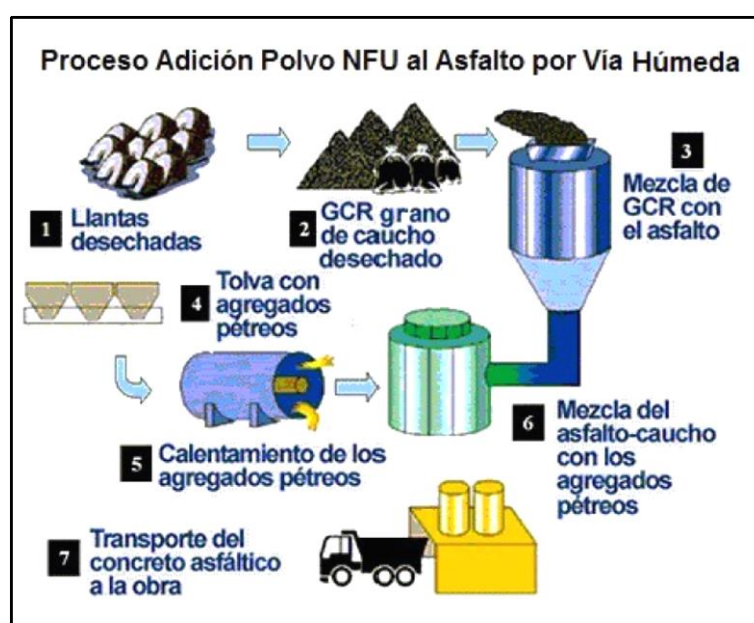 Proceso Adición Polvo NFU al Asfalto por Vía Húmeda
1 Llantas
desechadas
2 GCR grano
de caucho
desechado
3
Mezcla de
GCR con
el asfalto
4 Tolva con
agregados
pétreos
5 Calentamiento de los
agregados pétreos
6 Mezcla del
asfalto-caucho
con los
agregados
pétreos
7 Transporte del
concreto asfáltico
a la obra